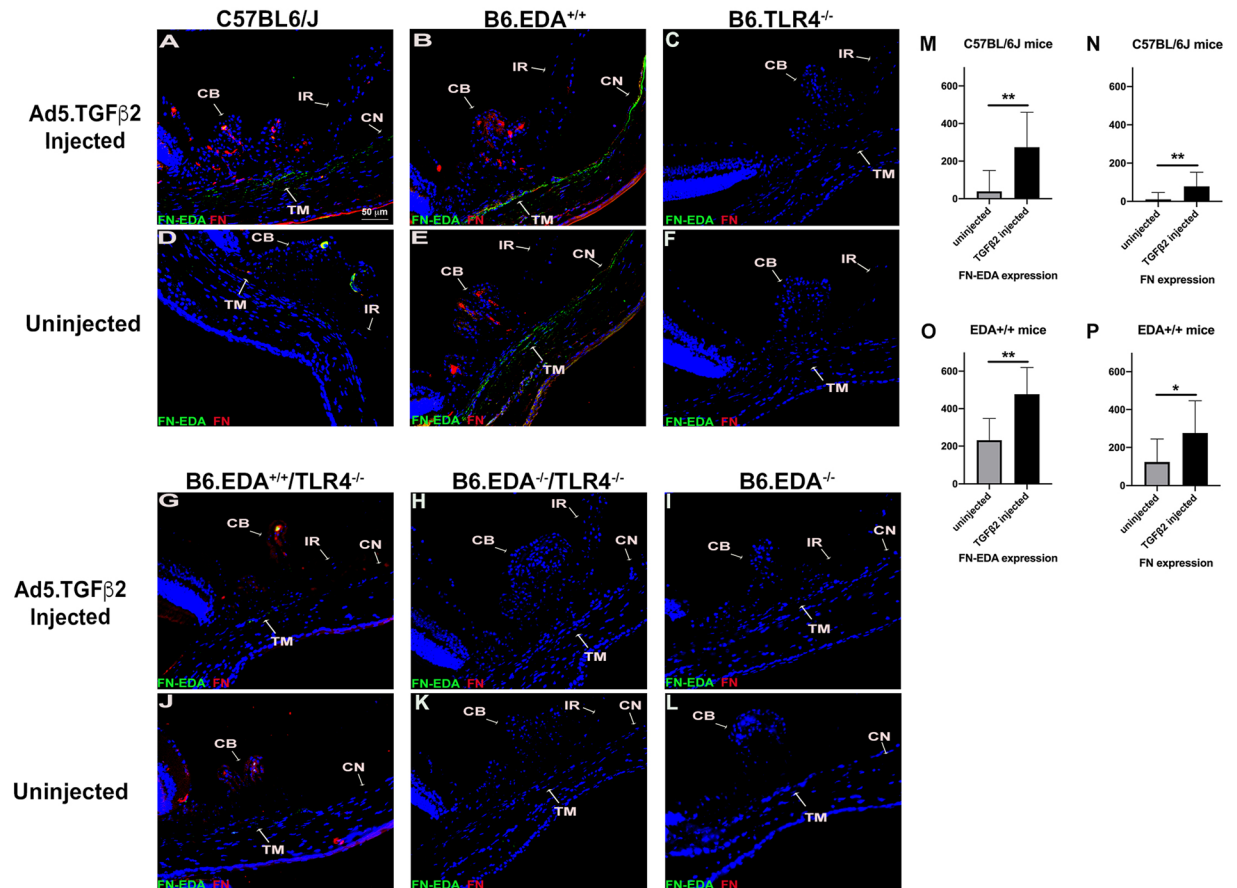 C57BL6/J
B6.EDA+/+
B6.TLR4-/-
Ad5.TGFβ2
Injected
A
CB
IR
CN
TM
50 μm
FN-EDA FN
B
IR
CB
CN
TM
FN-EDA FN
C
CB
IR
TM
FN-EDA FN
Uninjected
D
CB
TM
IR
FN-EDA FN
E
IR
CN
CB
TM
FN-EDA FN
F
CB
IR
TM
FN-EDA FN
B6.EDA+/+/TLR4-/-
B6.EDA-/-/TLR4-/-
B6.EDA-/-
Ad5.TGFβ2
Injected
G
CB
IR
CN
TM
FN-EDA FN
H
IR
CB
CN
TM
FN-EDA FN
I
CB
IR
CN
TM
FN-EDA FN
Uninjected
J
CB
CN
TM
FN-EDA FN
K
CB
IR
CN
TM
FN-EDA FN
L
CB
CN
TM
FN-EDA FN
M
C57BL/6J mice
600
400
200
0
**
uninjected
TGFβ2 injected
FN-EDA expression
N
C57BL/6J mice
600
400
200
0
**
uninjected
TGFβ2 injected
FN expression
O
EDA+/+ mice
600
400
200
0
**
uninjected
TGFβ2 injected
FN-EDA expression
P
EDA+/+ mice
600
400
200
0
*
uninjected
TGFβ2 injected
FN expression